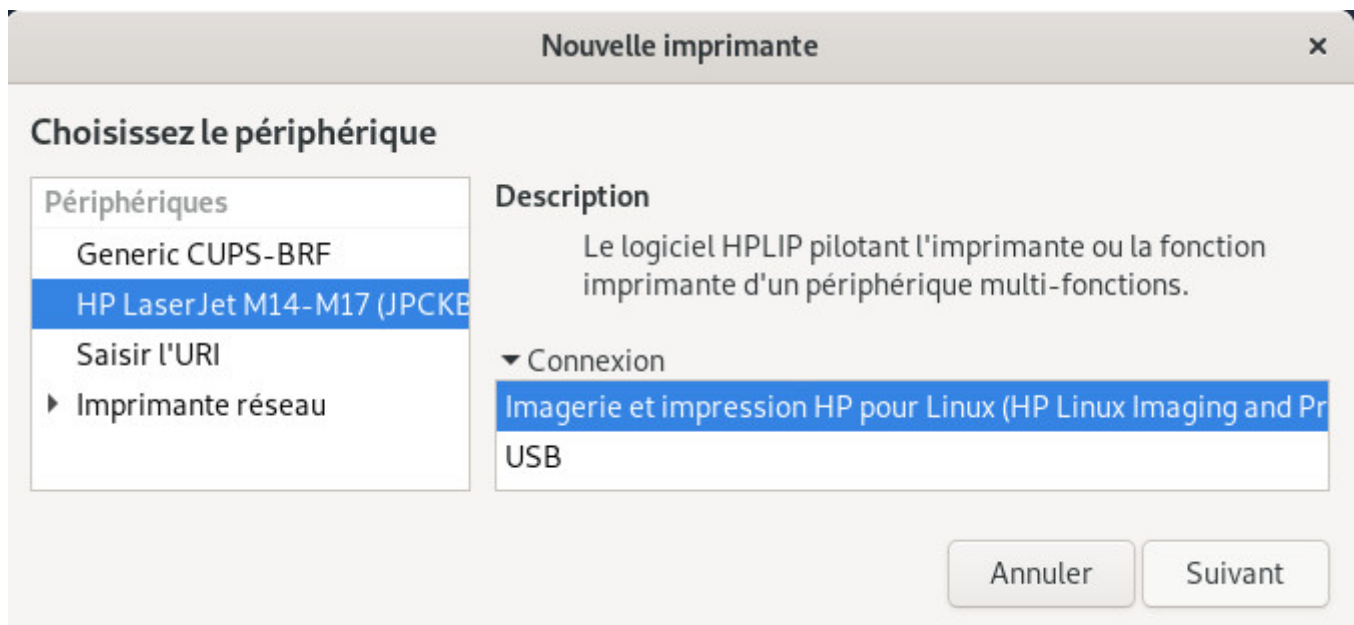 Nouvelle imprimante
Choisissez le périphérique
Périphériques
Generic CUPS-BRF
HP LaserJet M14-M17 (JPCKB
Saisir l'URI
Imprimante réseau
Description
Le logiciel HPLIP pilotant l'imprimante ou la fonction
imprimante d'un périphérique multi-fonctions.
Connexion
Imagerie et impression HP pour Linux (HP Linux Imaging and Pr
USB
Annuler
Suivant